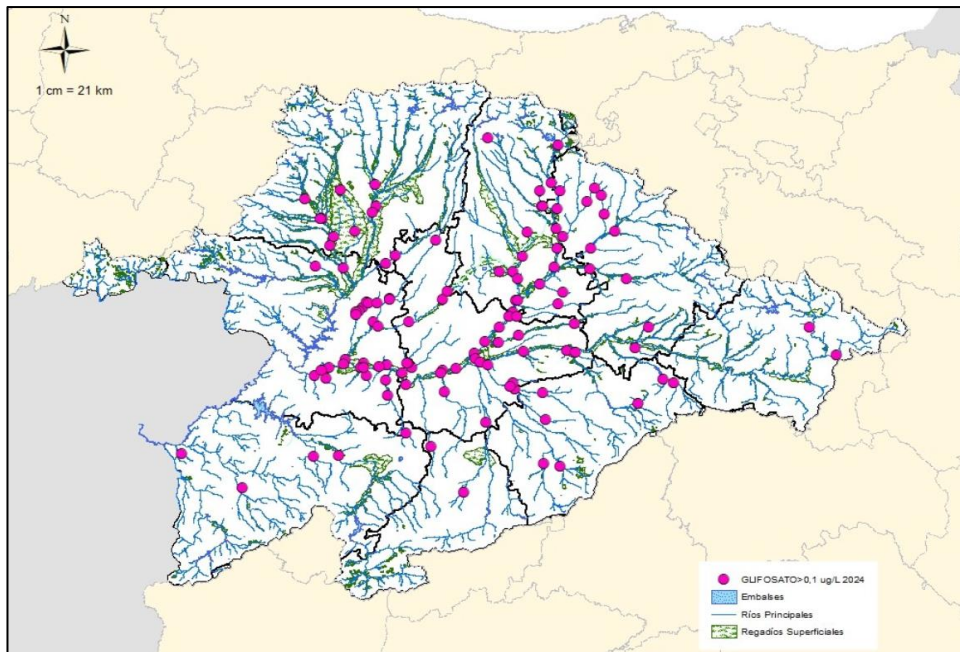 N
1 cm = 21 km
GLIFOSATO>0,1 ug/L 2024
Embalses
Ríos Principales
Regadíos Superficiales